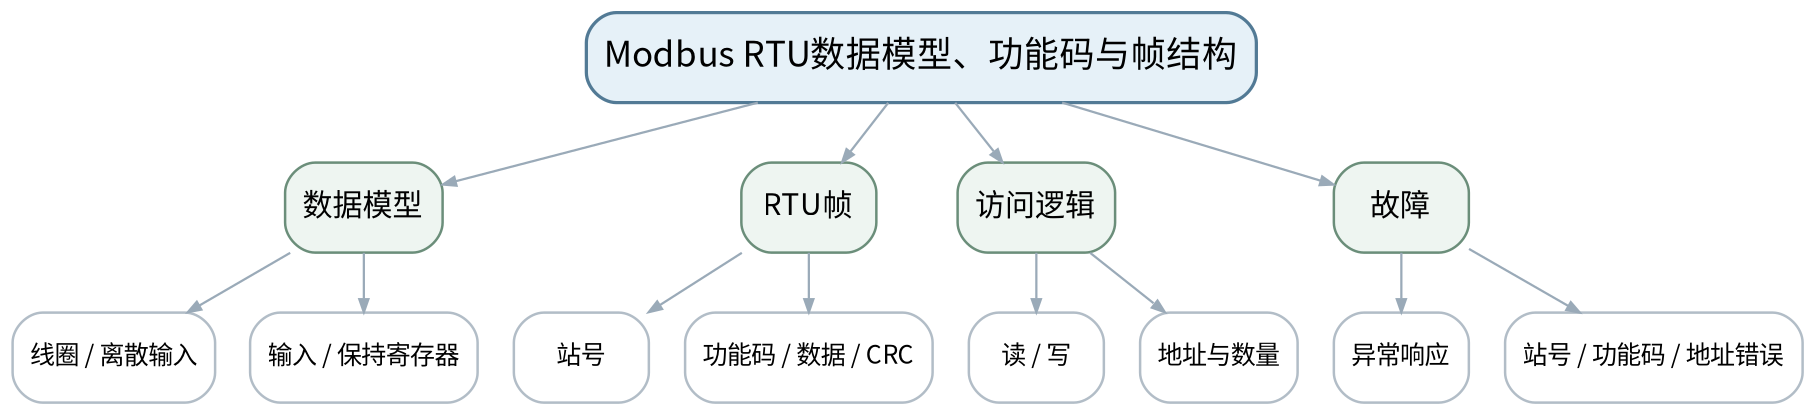 Modbus RTU数据模型、功能码与帧结构
数据模型
RTU帧
访问逻辑
故障
线圈 / 离散输入
输入 / 保持寄存器
站号
功能码 / 数据 / CRC
读 / 写
地址与数量
异常响应
站号 / 功能码 / 地址错误